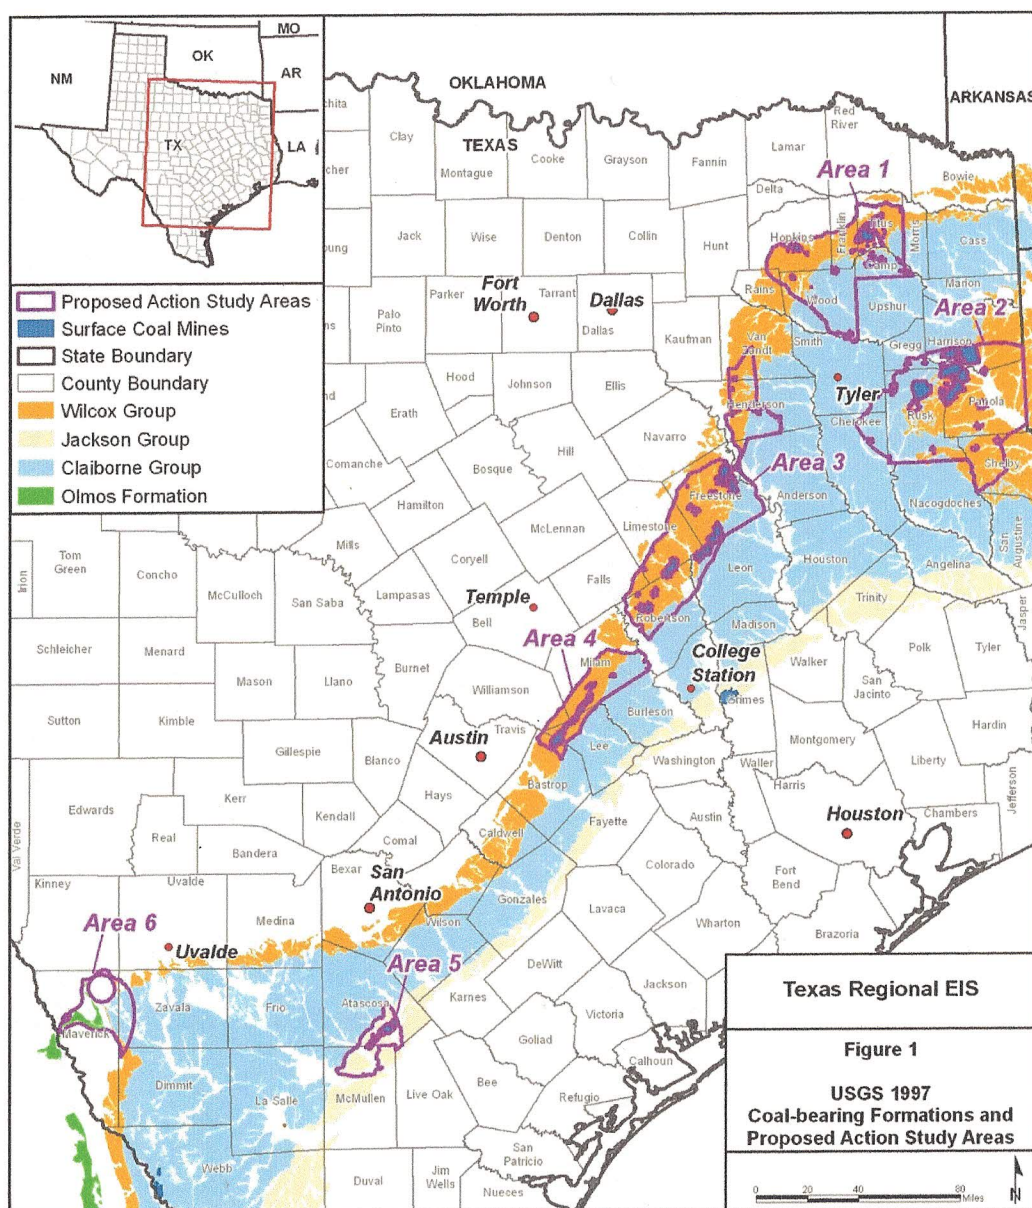 MO
OK
NM
AR
TX
LA
OKLAHOMA
ARKANSAS
TEXAS
Proposed Action Study Areas
Surface Coal Mines
State Boundary
County Boundary
Wilcox Group
Jackson Group
Claiborne Group
Olmos Formation
Red
River
Clay
Montague
Cooke
Grayson
Fannin
Lamar
Bowie
Delta
Area 1
Titus
Franklin
Morris
Hopkins
Cass
Camp
Jack
Wise
Denton
Collin
Hunt
Marion
Rains
Wood
Upshur
Area 2
Fort
Worth
Dallas
Parker
Tarrant
Dallas
Palo
Pinto
Kaufman
Van
Zandt
Smith
Gregg
Harrison
Hood
Johnson
Ellis
Tyler
Henderson
Rusk
Panola
Cherokee
Erath
Navarro
Hill
Comanche
Bosque
Area 3
Shelby
Freestone
Anderson
Nacogdoches
Hamilton
McLennan
Limestone
San
Augustine
Mills
Coryell
Falls
Leon
Houston
Angelina
Irion
Tom
Green
Concho
McCulloch
San Saba
Lampasas
Temple
Bell
Robertson
Trinity
Madison
Jasper
Schleicher
Menard
Burnet
Area 4
Milam
College
Station
Walker
Polk
Tyler
Mason
Llano
Williamson
San
Jacinto
Grimes
Sutton
Kimble
Burleson
Hardin
Travis
Montgomery
Gillespie
Austin
Lee
Blanco
Washington
Waller
Liberty
Jefferson
Bastrop
Harris
Edwards
Kerr
Hays
Kendall
Fayette
Austin
Houston
Chambers
Real
Comal
Caldwell
Val Verde
Bandera
Colorado
Bexar
Fort
Bend
Kinney
Uvalde
San
Antonio
Gonzales
Lavaca
Wharton
Medina
Wilson
Brazoria
Area 6
Uvalde
Area 5
DeWitt
Zavala
Frio
Atascosa
Karnes
Jackson
Maverick
Victoria
Goliad
Calhoun
Dimmit
La Salle
McMullen
Live Oak
Bee
Refugio
Webb
San
Patricio
Duval
Jim
Wells
Nueces
Texas Regional EIS
Figure 1
USGS 1997
Coal-bearing Formations and
Proposed Action Study Areas
0 20 40 80
Miles
N